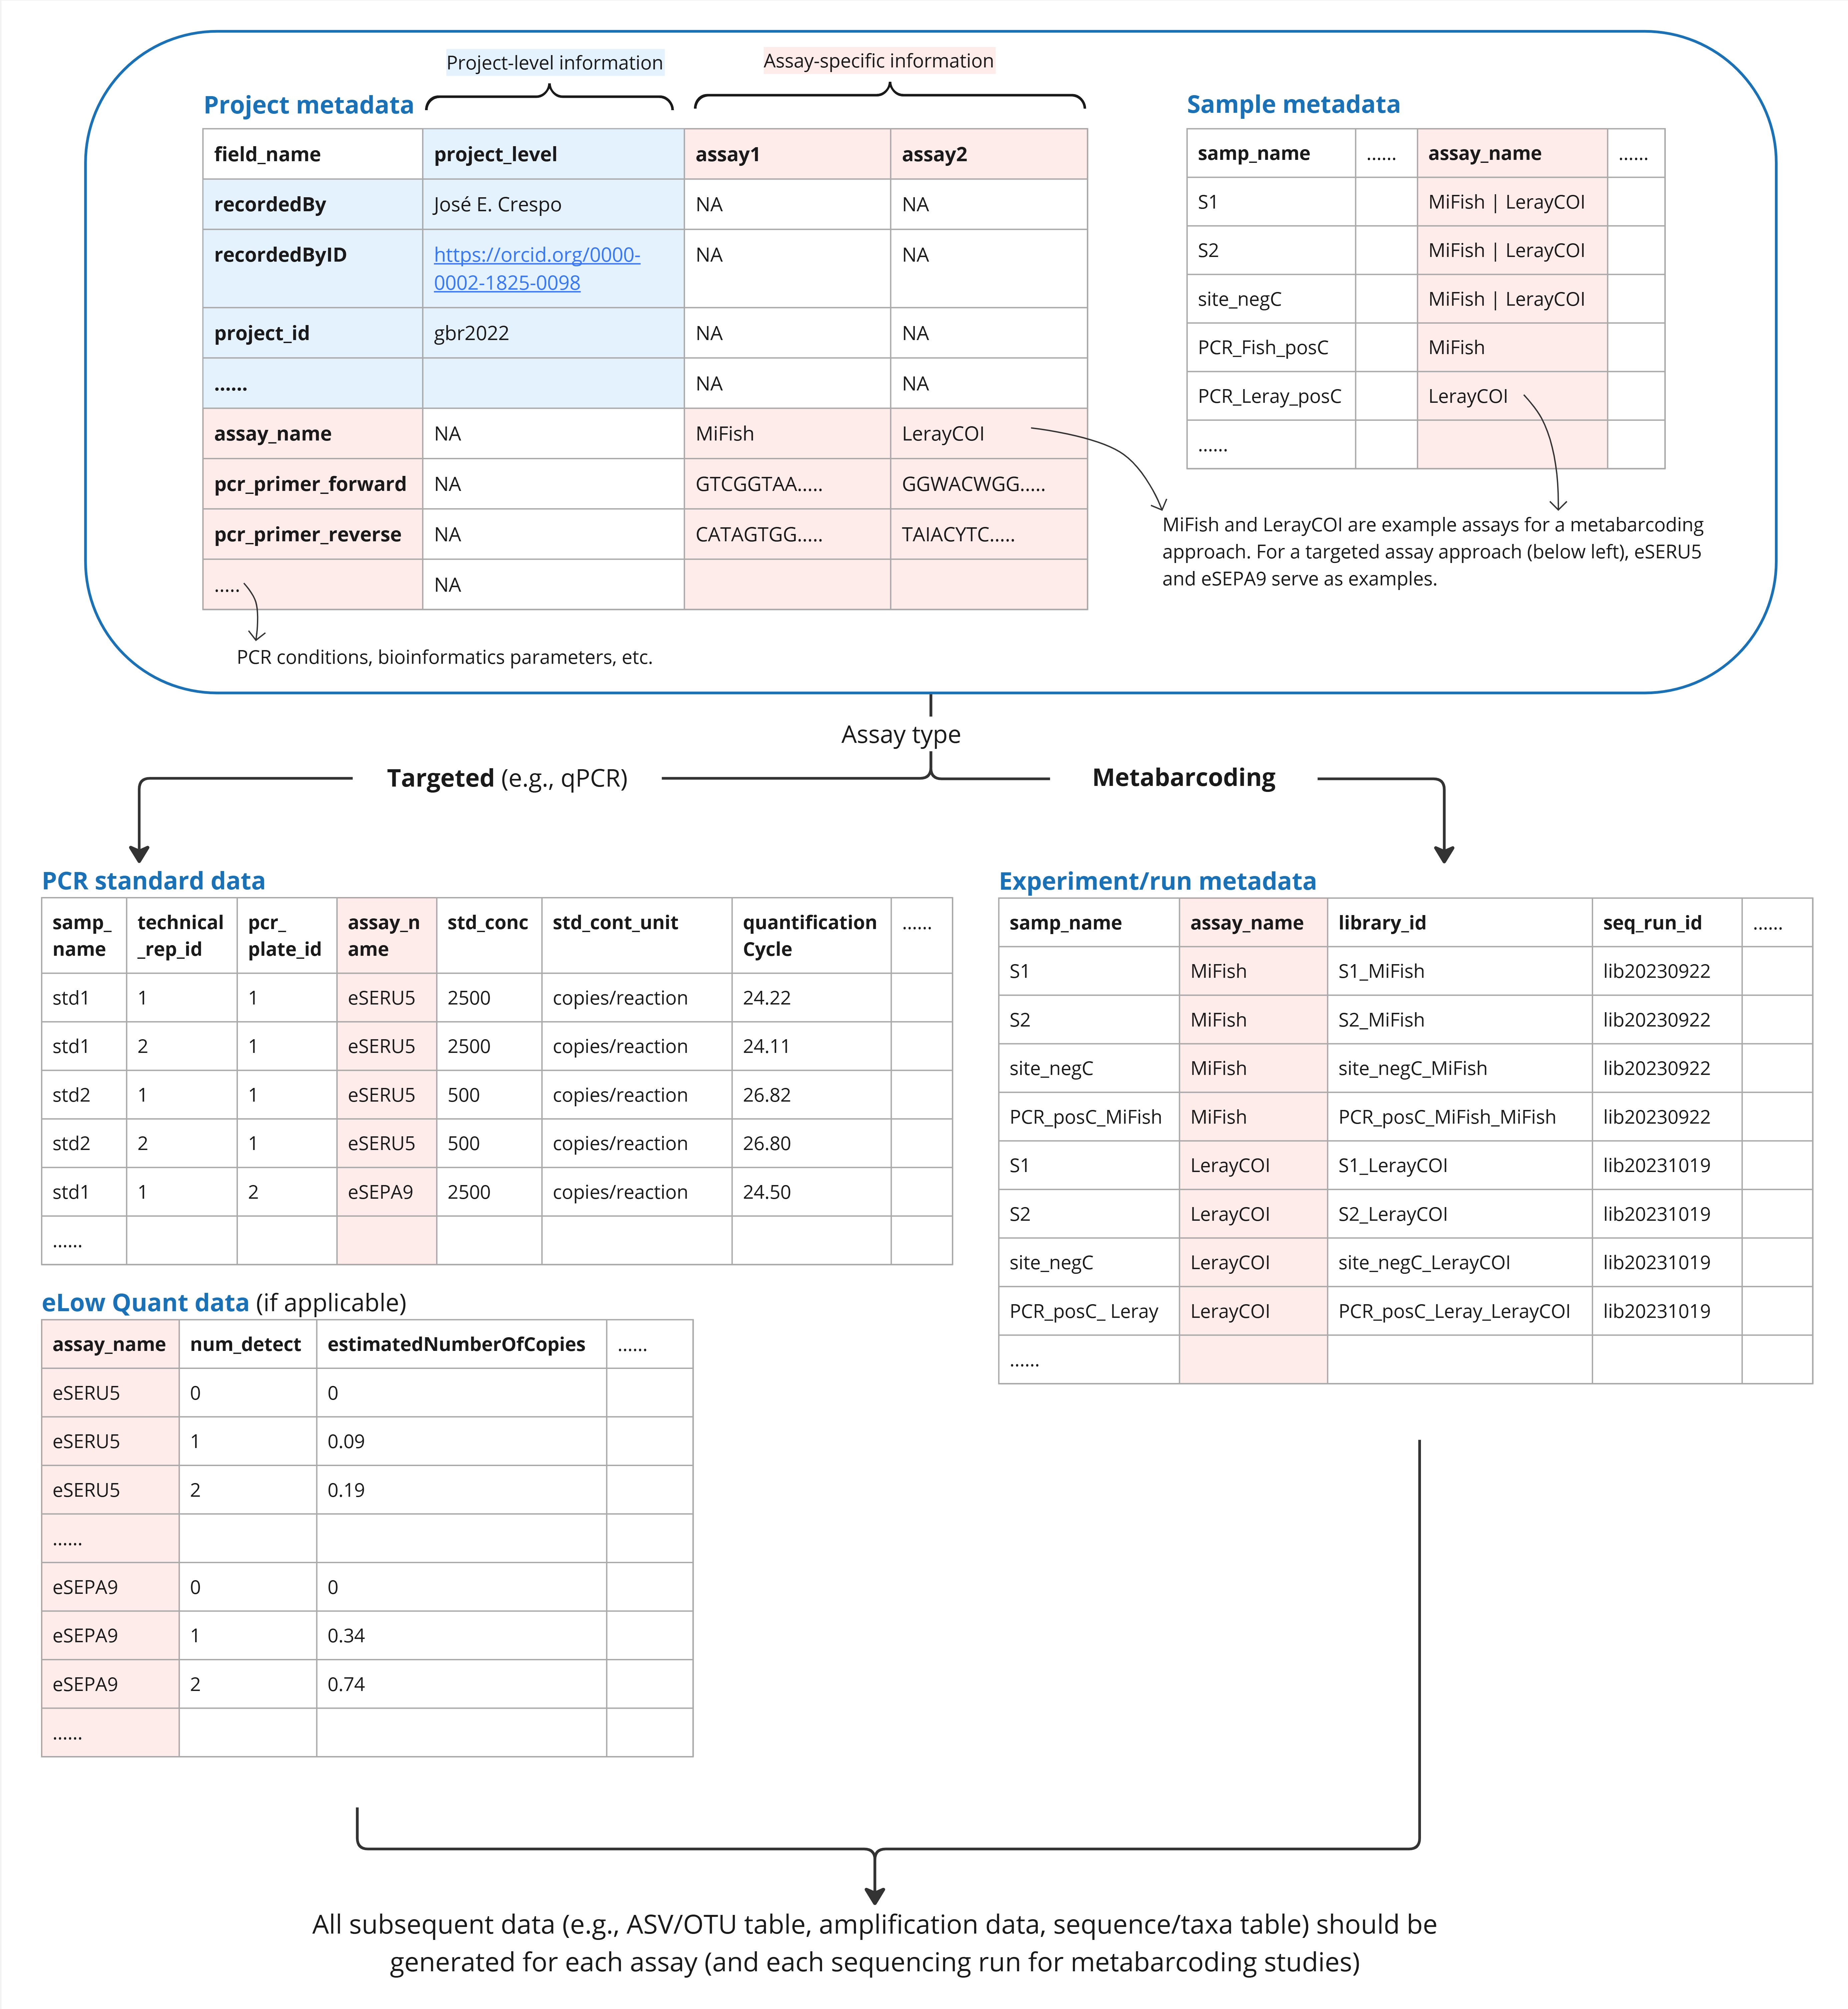 Project-level information
Assay-specific information
Project metadata
field_name project_level assay1 assay2
recordedBy José E. Crespo NA NA
recordedByID https://orcid.org/0000- NA NA
0002-1825-0098
project_id gbr2022 NA NA
...... NA NA
assay_name NA MiFish LerayCOI
pcr_primer_forward NA GTCGGTAA..... GGWACWGG.....
pcr_primer_reverse NA CATAGTGG..... TAIACYTC.....
..... NA
PCR conditions, bioinformatics parameters, etc.
Sample metadata
samp_name ...... assay_name ......
S1 MiFish | LerayCOI
S2 MiFish | LerayCOI
site_negC MiFish | LerayCOI
PCR_Fish_posC MiFish
PCR_Leray_posC LerayCOI
......
MiFish and LerayCOI are example assays for a metabarcoding
approach. For a targeted assay approach (below left), eSERU5
and eSEPA9 serve as examples.
Assay type
Targeted (e.g., qPCR)
Metabarcoding
PCR standard data
samp_ technical pcr_ assay_n std_conc std_cont_unit quantification ......
name _rep_id plate_id ame Cycle
std1 1 1 eSERU5 2500 copies/reaction 24.22
std1 2 1 eSERU5 2500 copies/reaction 24.11
std2 1 1 eSERU5 500 copies/reaction 26.82
std2 2 1 eSERU5 500 copies/reaction 26.80
std1 1 2 eSEPA9 2500 copies/reaction 24.50
......
eLow Quant data (if applicable)
assay_name num_detect estimatedNumberOfCopies ......
eSERU5 0 0
eSERU5 1 0.09
eSERU5 2 0.19
......
eSEPA9 0 0
eSEPA9 1 0.34
eSEPA9 2 0.74
......
Experiment/run metadata
samp_name assay_name library_id seq_run_id ......
S1 MiFish S1_MiFish lib20230922
S2 MiFish S2_MiFish lib20230922
site_negC MiFish site_negC_MiFish lib20230922
PCR_posC_MiFish MiFish PCR_posC_MiFish_MiFish lib20230922
S1 LerayCOI S1_LerayCOI lib20231019
S2 LerayCOI S2_LerayCOI lib20231019
site_negC LerayCOI site_negC_LerayCOI lib20231019
PCR_posC_ Leray LerayCOI PCR_posC_Leray_LerayCOI lib20231019
......
All subsequent data (e.g., ASV/OTU table, amplification data, sequence/taxa table) should be
generated for each assay (and each sequencing run for metabarcoding studies)